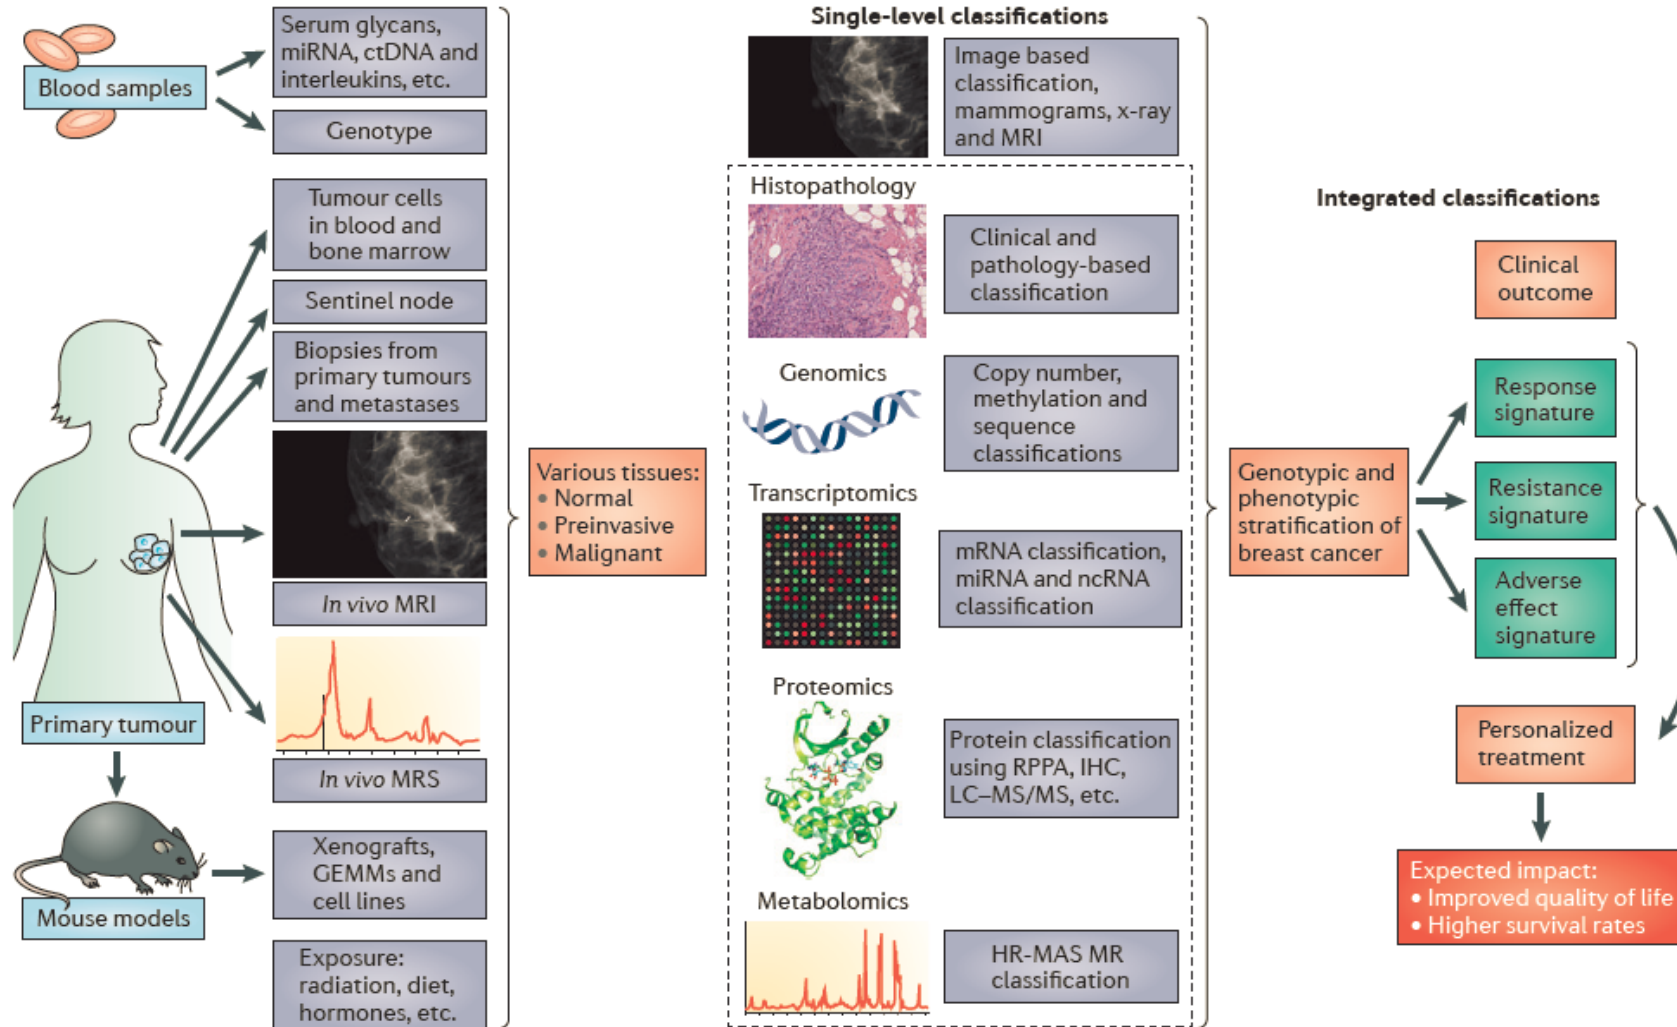 Blood samples
Serum glycans,
miRNA, ctDNA and
interleukins, etc.
Genotype
Tumour cells
in blood and
bone marrow
Sentinel node
Biopsies from
primary tumours
and metastases
In vivo MRI
In vivo MRS
Primary tumour
Mouse models
Xenografts,
GEMMs and
cell lines
Exposure:
radiation, diet,
hormones, etc.
Various tissues:
• Normal
• Preinvasive
• Malignant
Single-level classifications
Image based
classification,
mammograms, x-ray
and MRI
Histopathology
Clinical and
pathology-based
classification
Genomics
Copy number,
methylation and
sequence
classifications
Transcriptomics
mRNA classification,
miRNA and ncRNA
classification
Proteomics
Protein classification
using RPPA, IHC,
LC–MS/MS, etc.
Metabolomics
HR-MAS MR
classification
Integrated classifications
Clinical
outcome
Genotypic and
phenotypic
stratification of
breast cancer
Response
signature
Resistance
signature
Adverse
effect
signature
Personalized
treatment
Expected impact:
• Improved quality of life
• Higher survival rates